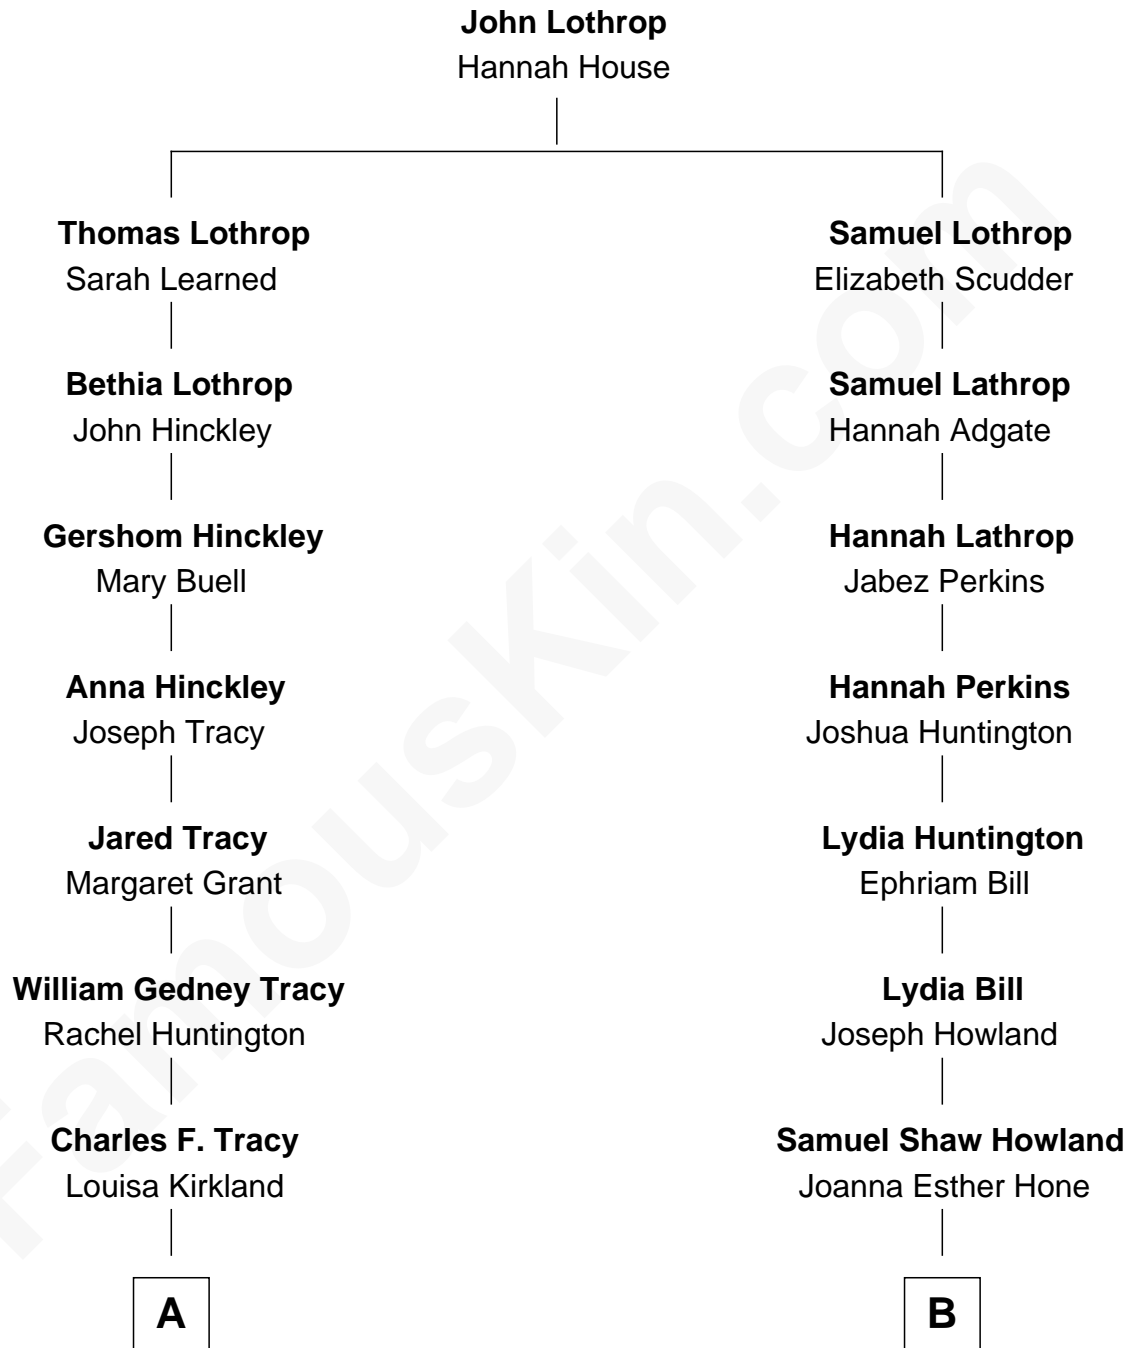 John Lothrop
Hannah House
Thomas Lothrop
Sarah Learned
Samuel Lothrop
Elizabeth Scudder
Bethia Lothrop
John Hinckley
Samuel Lathrop
Hannah Adgate
Gershom Hinckley
Mary Buell
Hannah Lathrop
Jabez Perkins
Anna Hinckley
Joseph Tracy
Hannah Perkins
Joshua Huntington
Jared Tracy
Margaret Grant
Lydia Huntington
Ephriam Bill
William Gedney Tracy
Rachel Huntington
Lydia Bill
Joseph Howland
Charles F. Tracy
Louisa Kirkland
Samuel Shaw Howland
Joanna Esther Hone
A
B
FamousKin.com